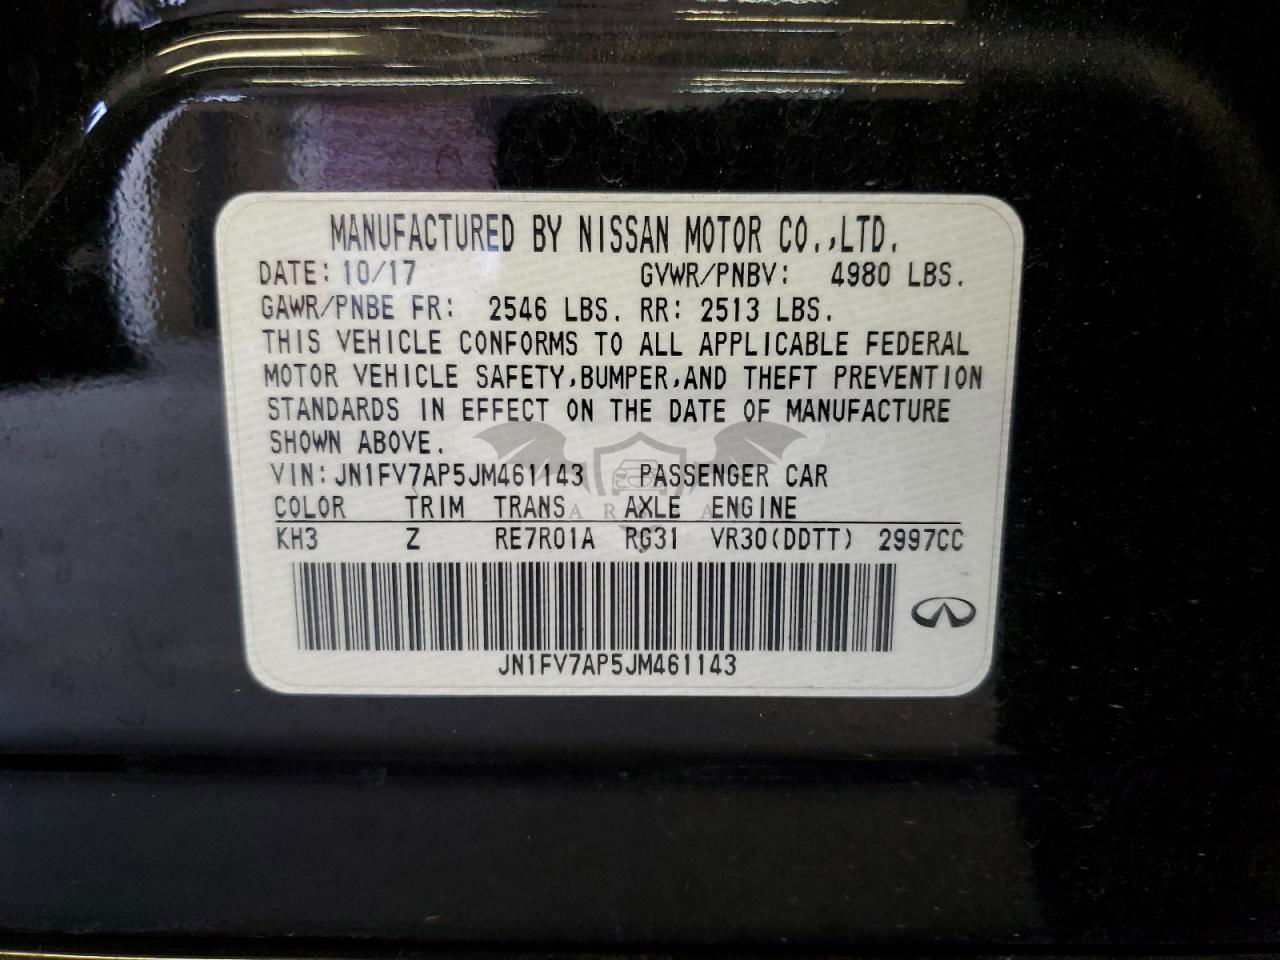 MANUFACTURED BY NISSAN MOTOR CO.,LTD.
DATE: 10/17 GVWR/PNBV: 4980 LBS.
GAWR/PNBE FR: 2546 LBS. RR: 2513 LBS.
THIS VEHICLE CONFORMS TO ALL APPLICABLE FEDERAL
MOTOR VEHICLE SAFETY,BUMPER,AND THEFT PREVENTION
STANDARDS IN EFFECT ON THE DATE OF MANUFACTURE
SHOWN ABOVE.
VIN:JN1FV7AP5JM461143 PASSENGER CAR
COLOR TRIM TRANS AXLE ENGINE
KH3 Z RE7R01A RG31 VR30(DDTT) 2997CC
JN1FV7AP5JM461143